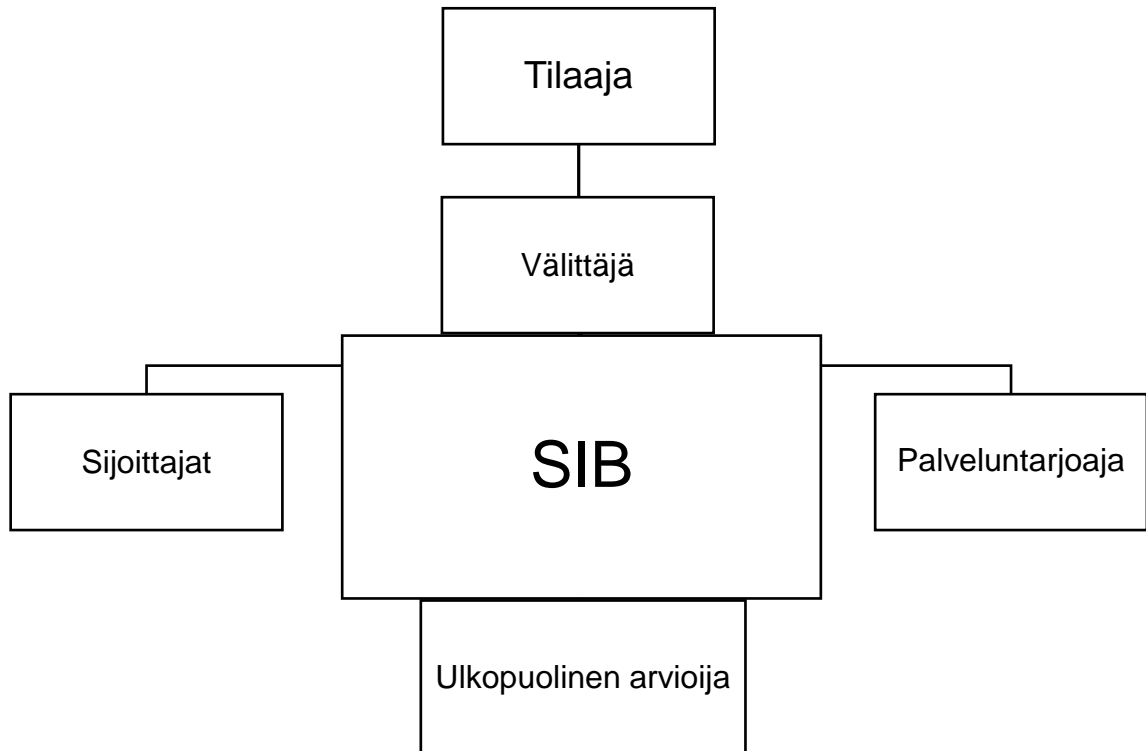 Tilaaja
Välittäjä
Sijoittajat
SIB
Palveluntarjoaja
Ulkopuolinen arvioija